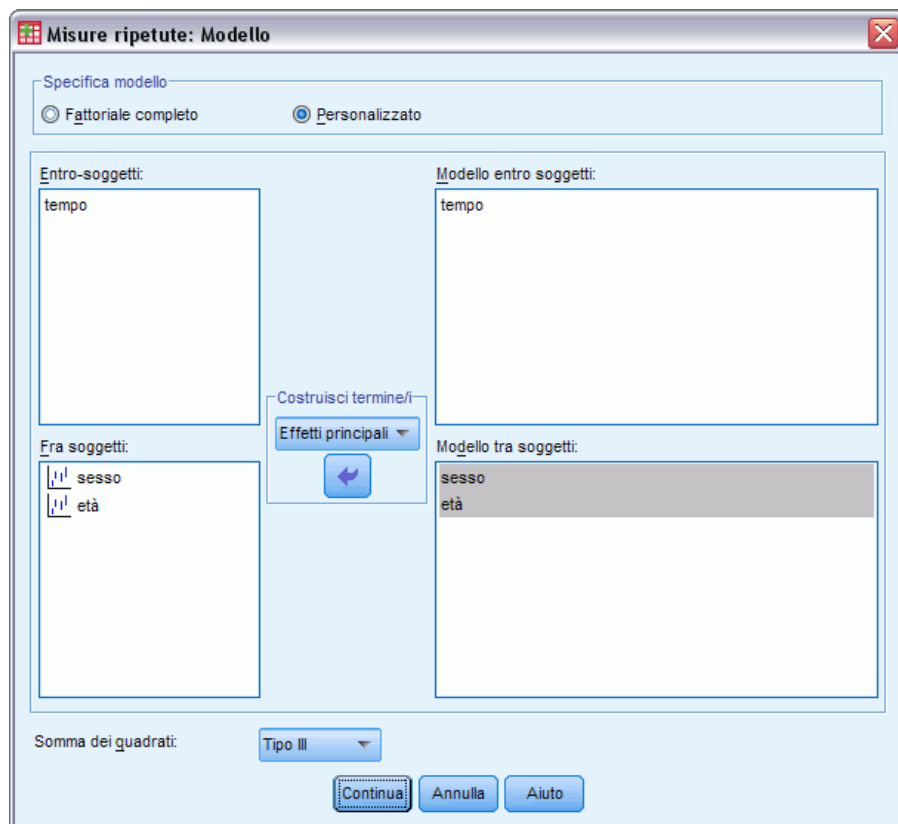 Misure ripetute: Modello
Specifica modello
Fattoriale completo
Personalizzato
Entro-soggetti:
tempo
Modello entro soggetti:
tempo
Costruisci termine/i
Effetti principali
Fra soggetti:
sesso
età
Modello tra soggetti:
sesso
età
Somma dei quadrati:
Tipo III
Continua
Annulla
Aiuto